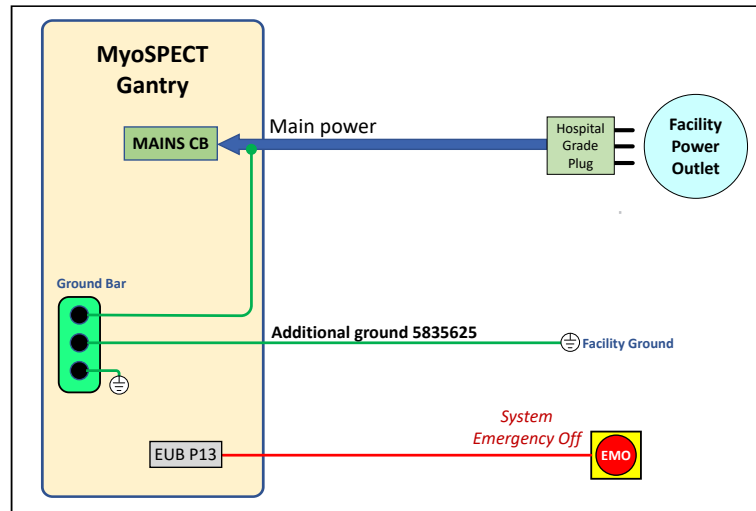 MyoSPECT
Gantry
MAINS CB
Main power
Hospital
Grade
Plug
Facility
Power
Outlet
Ground Bar
Additional ground 5835625
Facility Ground
System
Emergency Off
EUB P13
EMO